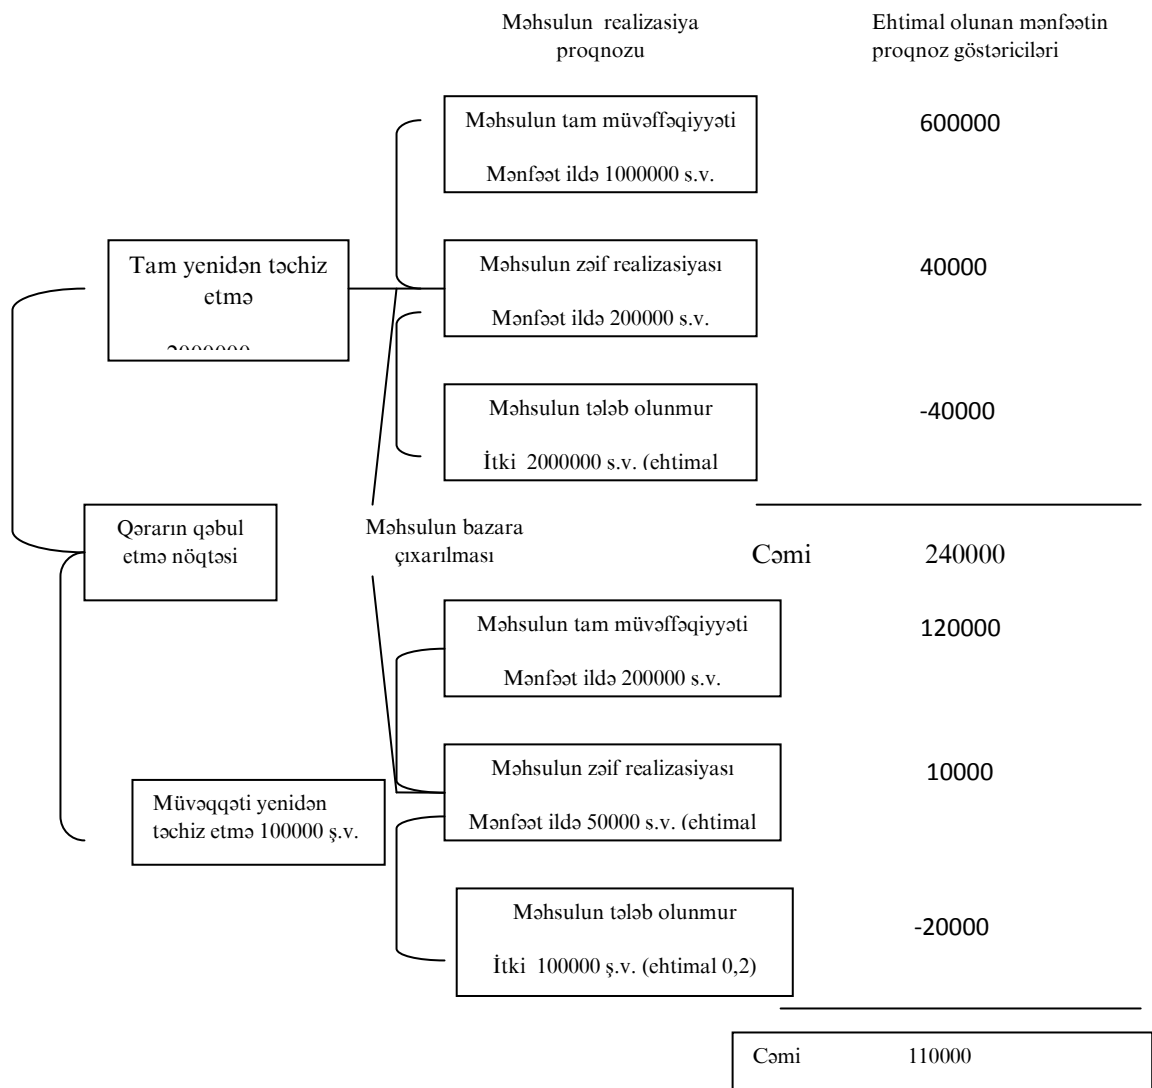 Məhsulun realizasiya
proqnozu
Ehtimal olunan mənfəətin
proqnoz göstəriciləri
Məhsulun tam müvəffəqiyyəti
Mənfəət ildə 1000000 s.v.
600000
Tam yenidən təchiz
etmə
Məhsulun zəif realizasiyası
Mənfəət ildə 200000 s.v.
40000
Məhsulun tələb olunmur
İtki 2000000 s.v. (ehtimal
-40000
Qərarın qəbul
etmə nöqtəsi
Məhsulun bazara
çıxarılması
Cəmi 240000
Məhsulun tam müvəffəqiyyəti
Mənfəət ildə 200000 s.v.
120000
Müvəqqəti yenidən
təchiz etmə 100000 ş.v.
Məhsulun zəif realizasiyası
Mənfəət ildə 50000 s.v. (ehtimal
10000
Məhsulun tələb olunmur
İtki 100000 ş.v. (ehtimal 0,2)
-20000
Cəmi 110000